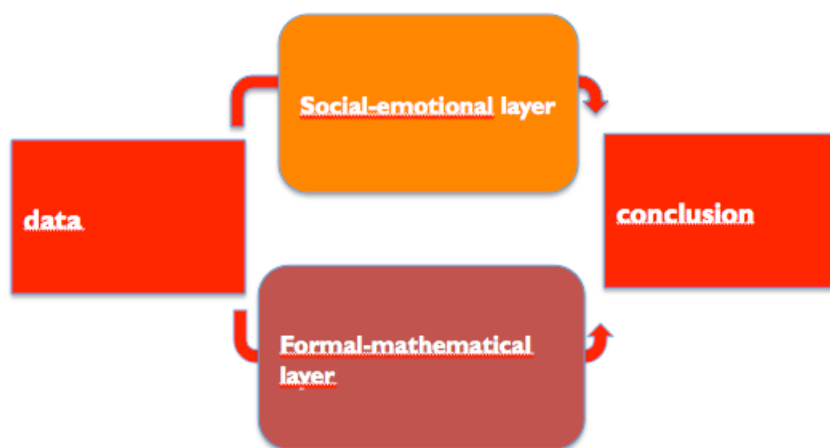 Social-emotional layer
data
conclusion
Formal-mathematical
layer